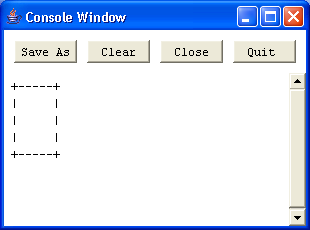 Console Window
Save As Clear Close Quit
+-----+
|     |
|     |
|     |
+-----+